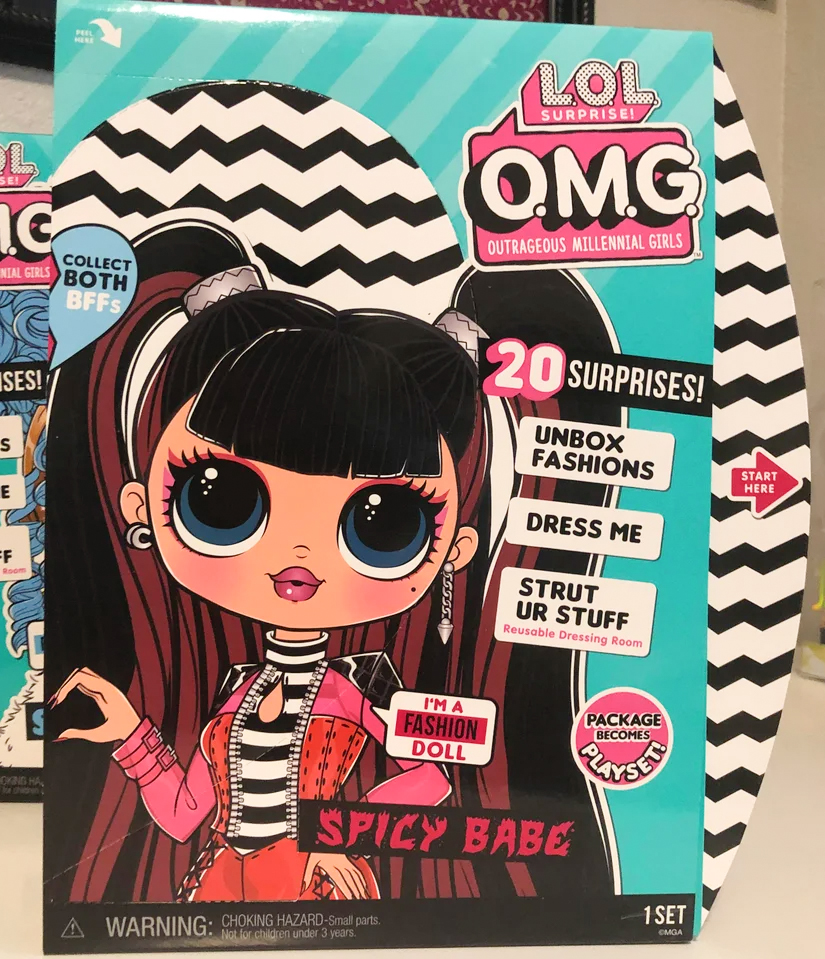 PEEL
HERE
L.O.L
SURPRISE!
O.M.G.
OUTRAGEOUS MILLENNIAL GIRLS
TM
COLLECT
BOTH
BFFs
20 SURPRISES!
UNBOX
FASHIONS
DRESS ME
STRUT
UR STUFF
Reusable Dressing Room
START
HERE
I'M A
FASHION
DOLL
PACKAGE
BECOMES
PLAYSET!
SPICY BABE
WARNING: CHOKING HAZARD-Small parts.
Not for children under 3 years.
1 SET
©MGA